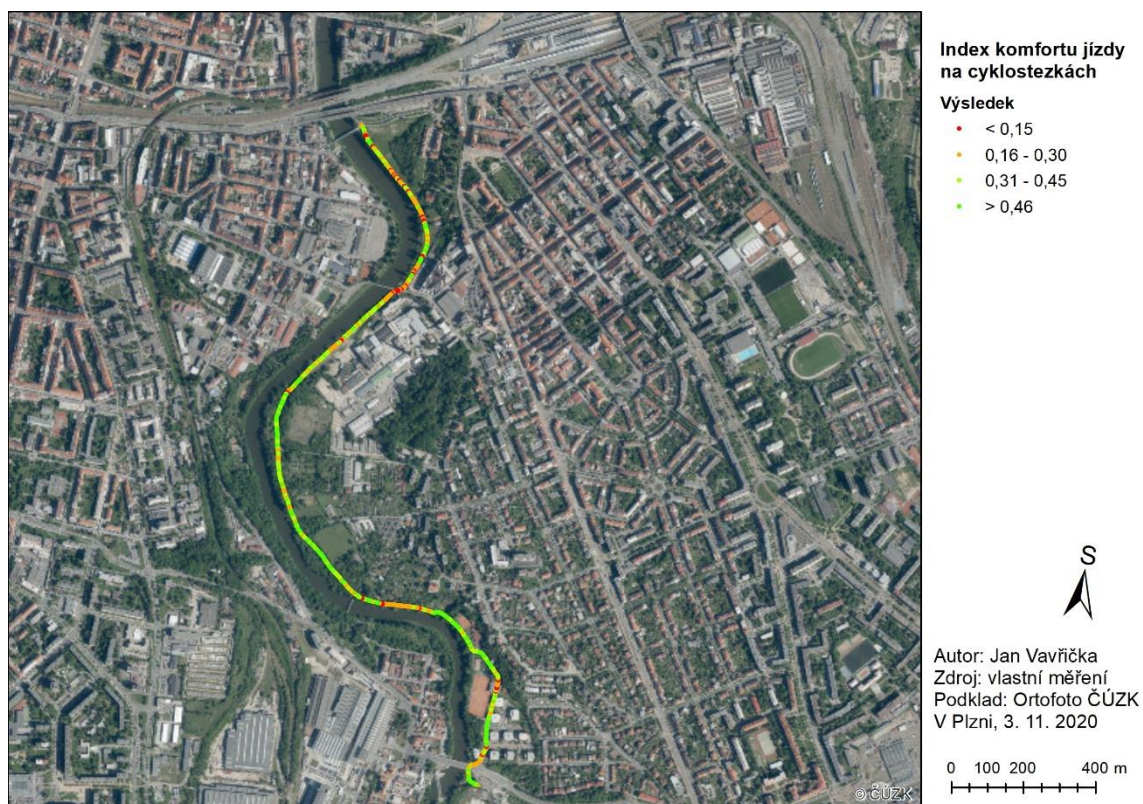 Index komfortu jízdy
na cyklostezkách
Výsledek
< 0,15
0,16 - 0,30
0,31 - 0,45
> 0,46
S
Autor: Jan Vavřička
Zdroj: vlastní měření
Podklad: Ortofoto ČÚZK
V Plzni, 3. 11. 2020
0 100 200 400 m
© ČÚZK